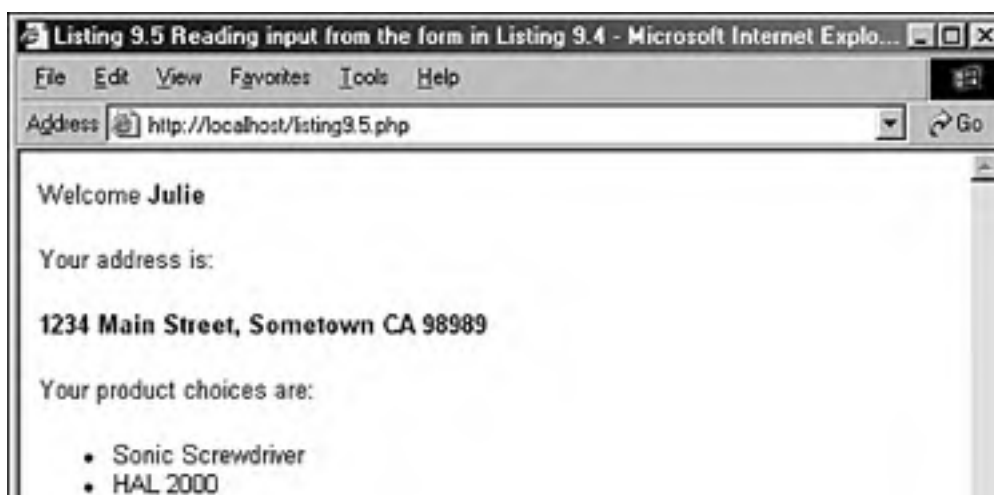 Listing 9.5 Reading input from the form in Listing 9.4 - Microsoft Internet Explo...
File Edit View Favorites Tools Help
Address http://localhost/listing9.5.php Go
Welcome Julie
Your address is:
1234 Main Street, Sometown CA 98989
Your product choices are:
• Sonic Screwdriver
• HAL 2000